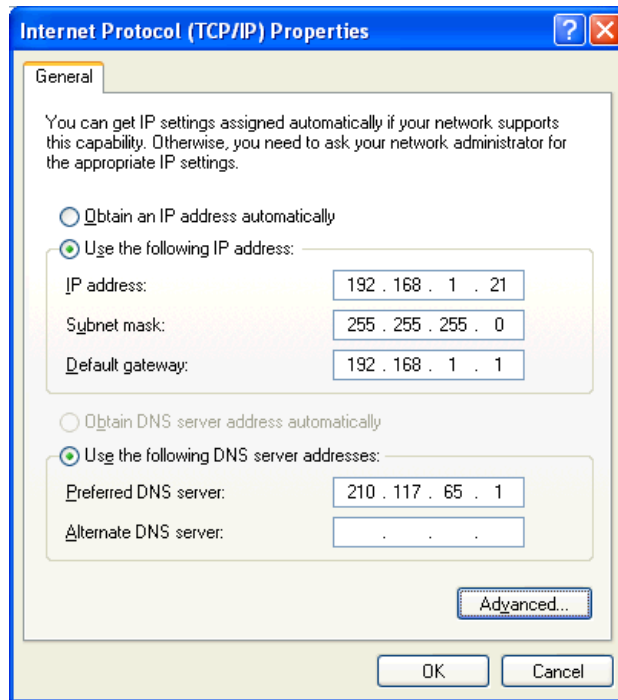 Internet Protocol (TCP/IP) Properties
General
You can get IP settings assigned automatically if your network supports
this capability. Otherwise, you need to ask your network administrator for
the appropriate IP settings.
Obtain an IP address automatically
Use the following IP address:
IP address: 192 . 168 . 1 . 21
Subnet mask: 255 . 255 . 255 . 0
Default gateway: 192 . 168 . 1 . 1
Obtain DNS server address automatically
Use the following DNS server addresses:
Preferred DNS server: 210 . 117 . 65 . 1
Alternate DNS server: . . .
Advanced...
OK Cancel